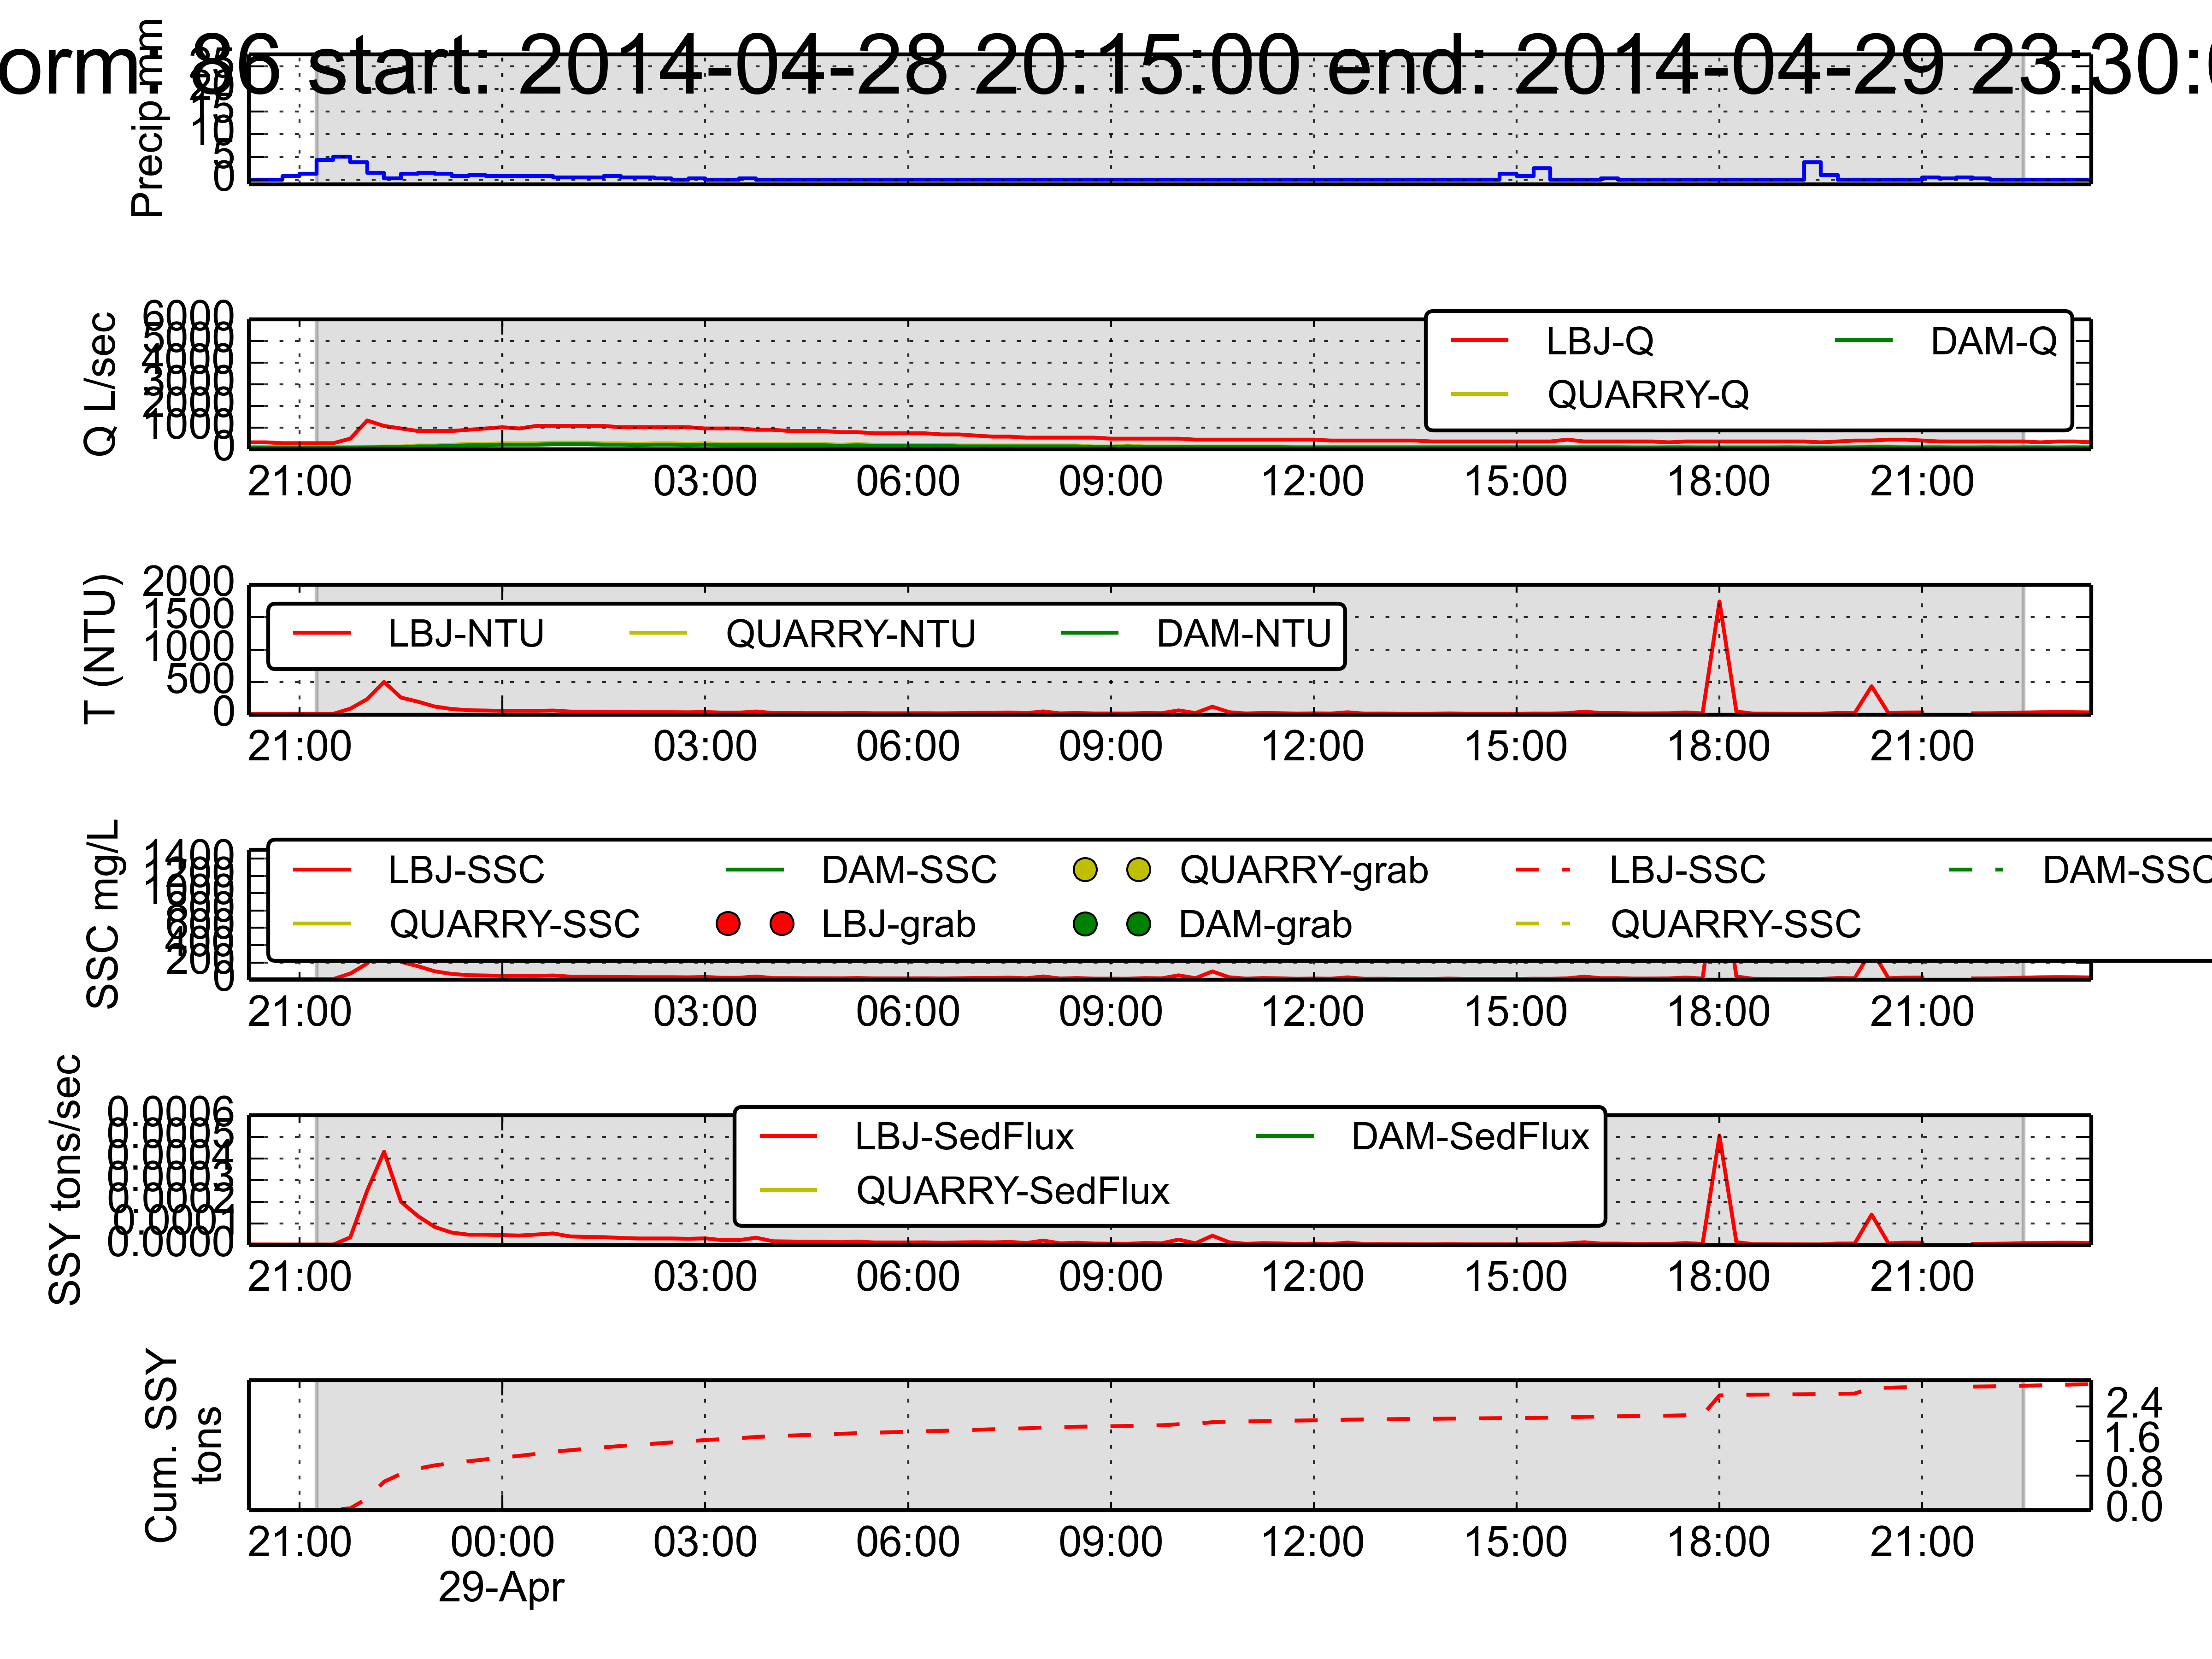 orm: 86 start: 2014-04-28 20:15:00 end: 2014-04-29 23:30:0
Precip-mm
25
20
15
10
5
0
Q L/sec
6000
5000
4000
3000
2000
1000
0
LBJ-Q DAM-Q
QUARRY-Q
21:00 03:00 06:00 09:00 12:00 15:00 18:00 21:00
T (NTU)
2000
1500
1000
500
0
LBJ-NTU QUARRY-NTU DAM-NTU
21:00 03:00 06:00 09:00 12:00 15:00 18:00 21:00
SSC mg/L
1400
1200
1000
800
600
400
200
0
LBJ-SSC DAM-SSC QUARRY-grab LBJ-SSC DAM-SSC
QUARRY-SSC LBJ-grab DAM-grab QUARRY-SSC
21:00 03:00 06:00 09:00 12:00 15:00 18:00 21:00
SSY tons/sec
0.0006
0.0005
0.0004
0.0003
0.0002
0.0001
0.0000
LBJ-SedFlux DAM-SedFlux
QUARRY-SedFlux
21:00 03:00 06:00 09:00 12:00 15:00 18:00 21:00
Cum. SSY
tons
2.4
1.6
0.8
0.0
21:00 00:00 03:00 06:00 09:00 12:00 15:00 18:00 21:00
29-Apr